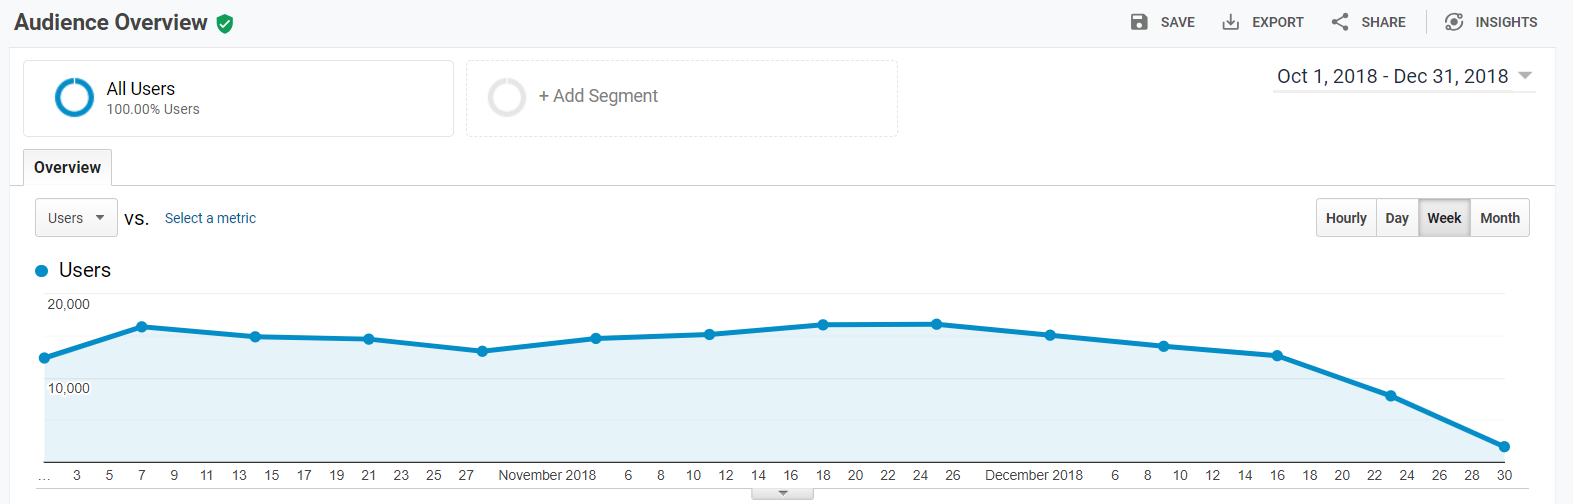 Audience Overview
SAVE EXPORT SHARE INSIGHTS
All Users
100.00% Users
+ Add Segment
Oct 1, 2018 - Dec 31, 2018
Overview
Users VS. Select a metric
Hourly Day Week Month
Users
20,000
10,000
... 3 5 7 9 11 13 15 17 19 21 23 25 27 November 2018 6 8 10 12 14 16 18 20 22 24 26 December 2018 6 8 10 12 14 16 18 20 22 24 26 28 30